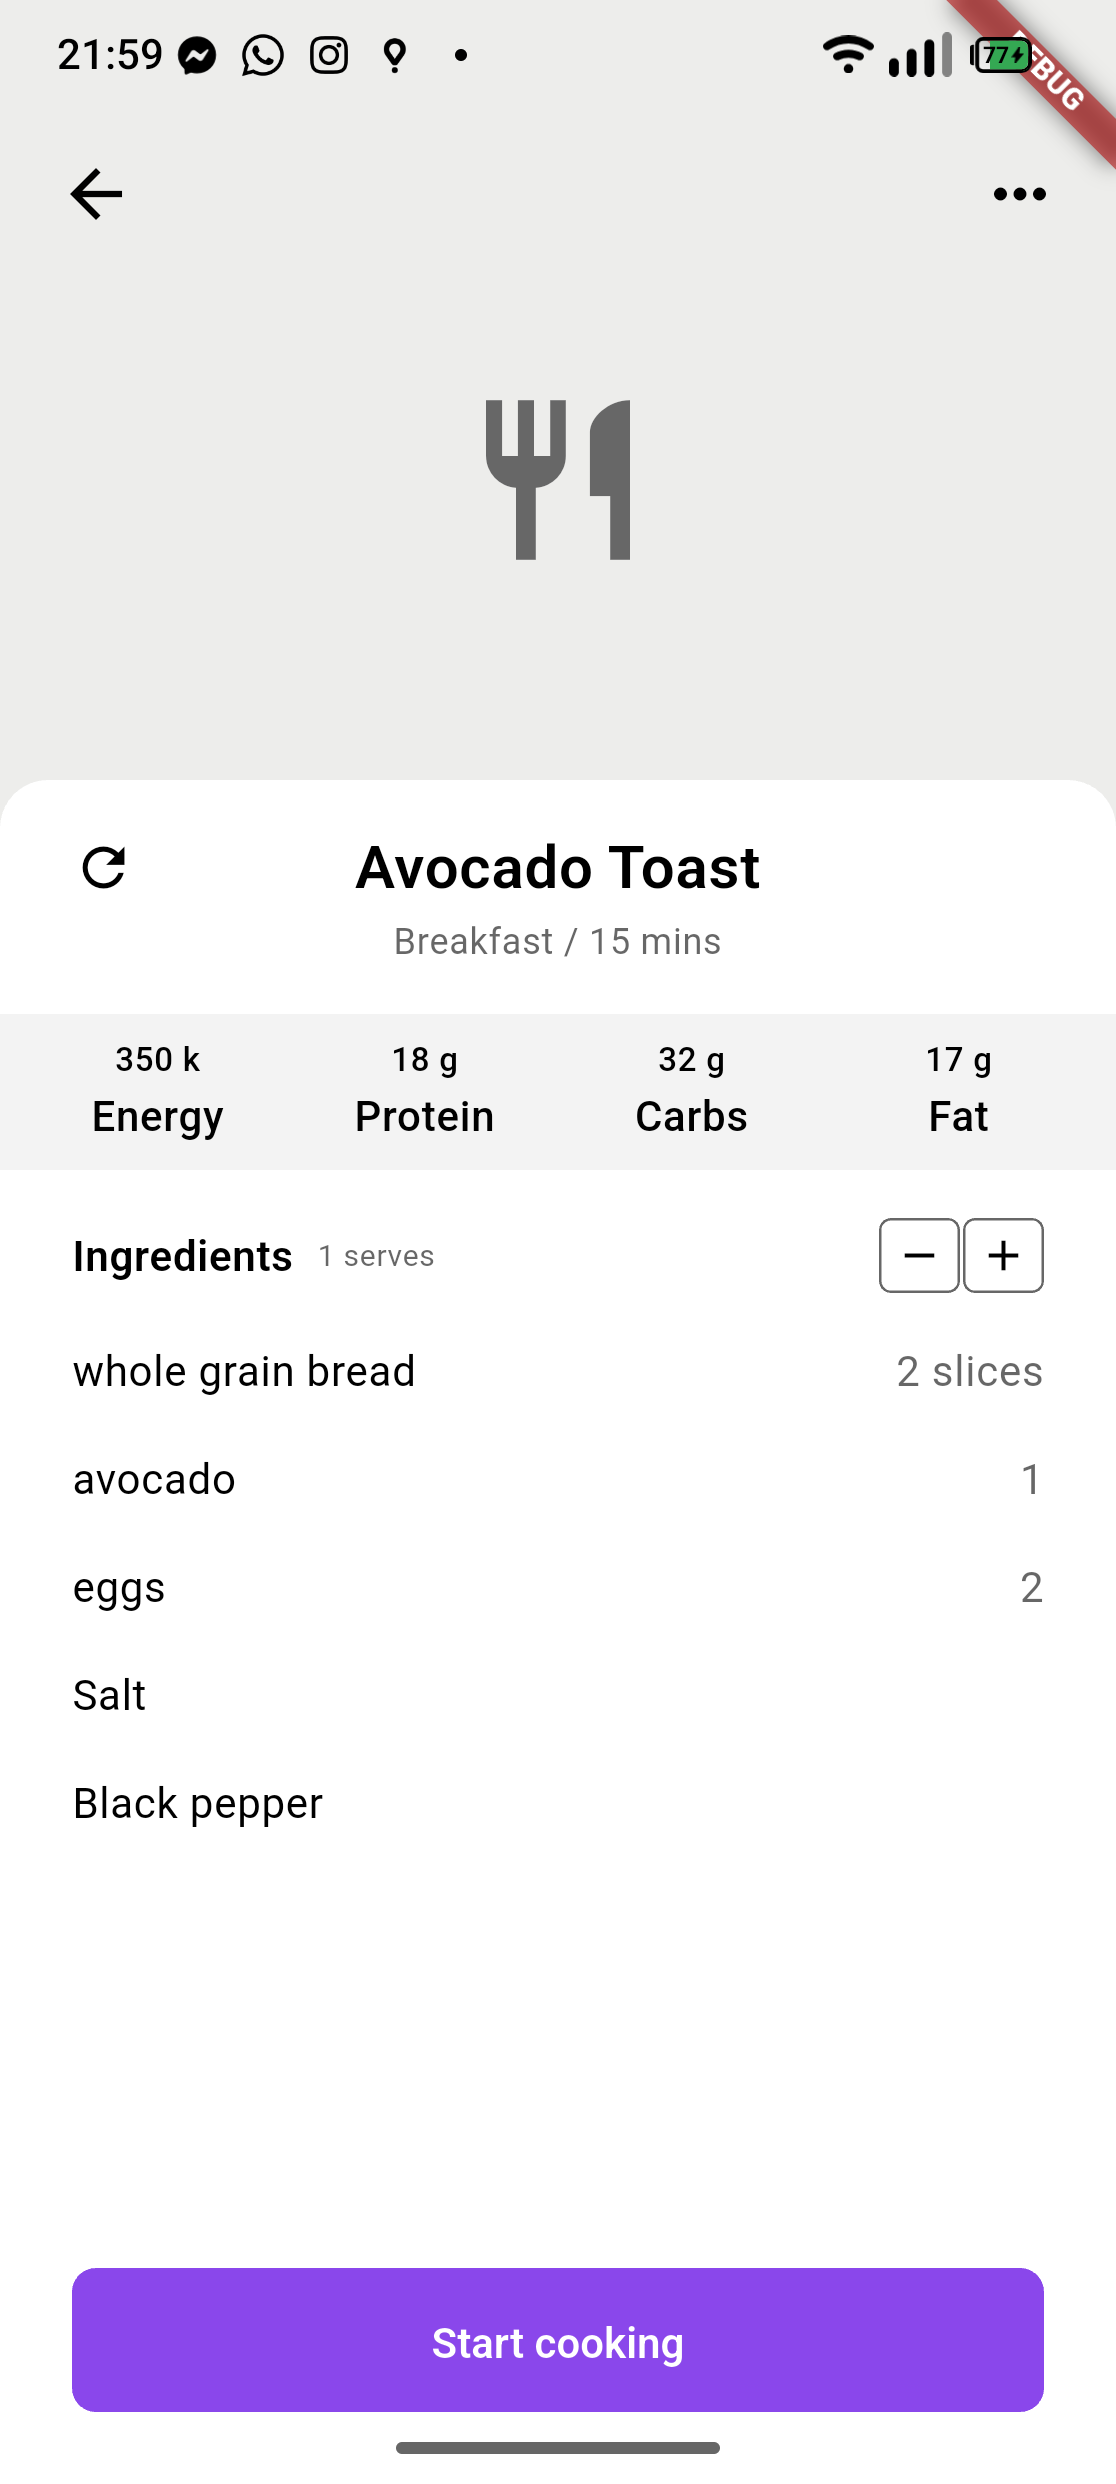 21:59
77
DEBUG
Avocado Toast
Breakfast / 15 mins
350 k
18 g
32 g
17 g
Energy
Protein
Carbs
Fat
Ingredients 1 serves
whole grain bread 2 slices
avocado 1
eggs 2
Salt
Black pepper
Start cooking